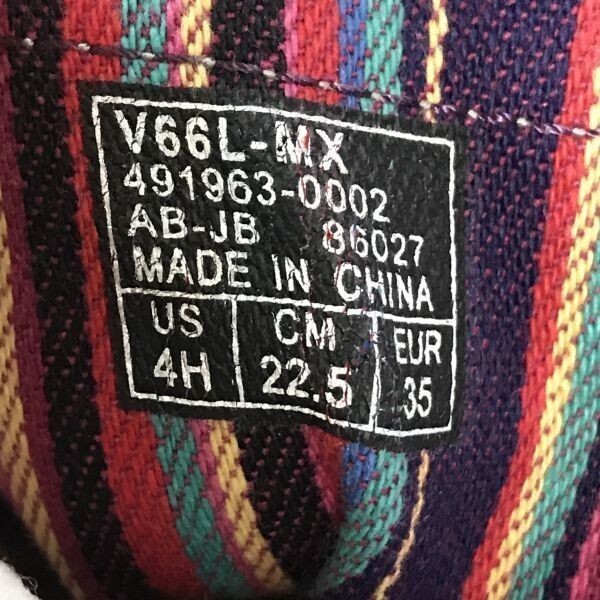 V66L-MX
491963-0002
AB-JB 86027
MADE IN CHINA
US CM EUR
4H 22.5 35